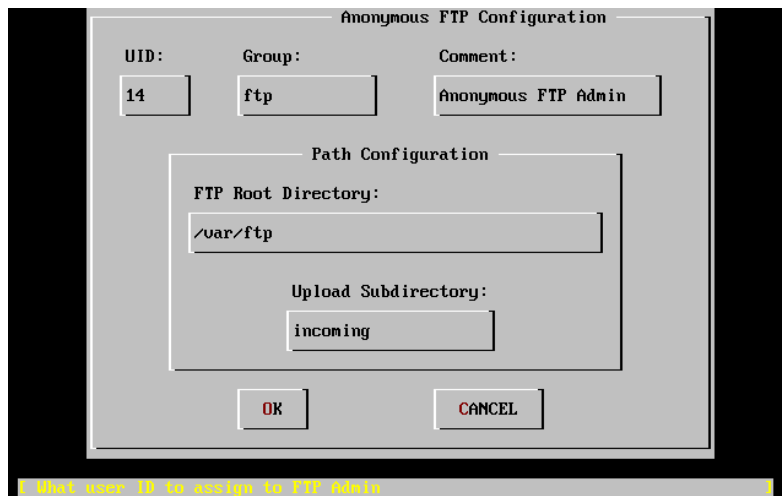 Anonymous FTP Configuration
UID: Group: Comment:
14 ftp Anonymous FTP Admin
Path Configuration
FTP Root Directory:
/var/ftp
Upload Subdirectory:
incoming
OK CANCEL
[ What user ID to assign to FTP Admin ]